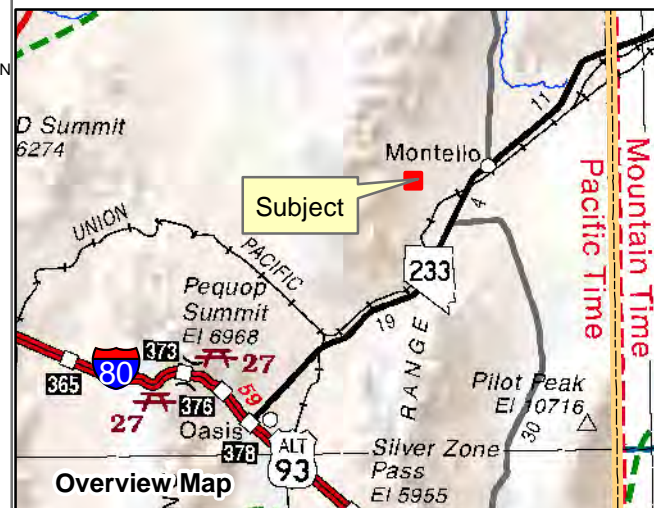 N
D Summit
6274
UNION
PACIFIC
Montello
11
4
Subject
233
19
Pacific Time
Mountain Time
Pequop
Summit
El 6968
373
27
80
365
27
376
59
Oasis
378
ALT
93
RANGE
Pilot Peak
El 10716
30
Silver Zone
Pass
El 5955
Overview Map